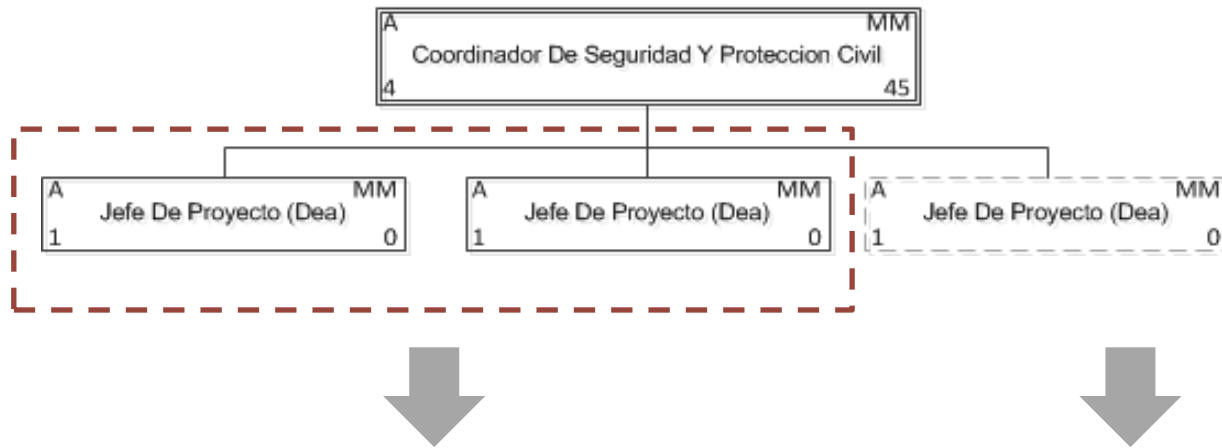 A MM
Coordinador De Seguridad Y Proteccion Civil
4 45
A MM
Jefe De Proyecto (Dea)
1 0
A MM
Jefe De Proyecto (Dea)
1 0
A MM
Jefe De Proyecto (Dea)
1 0